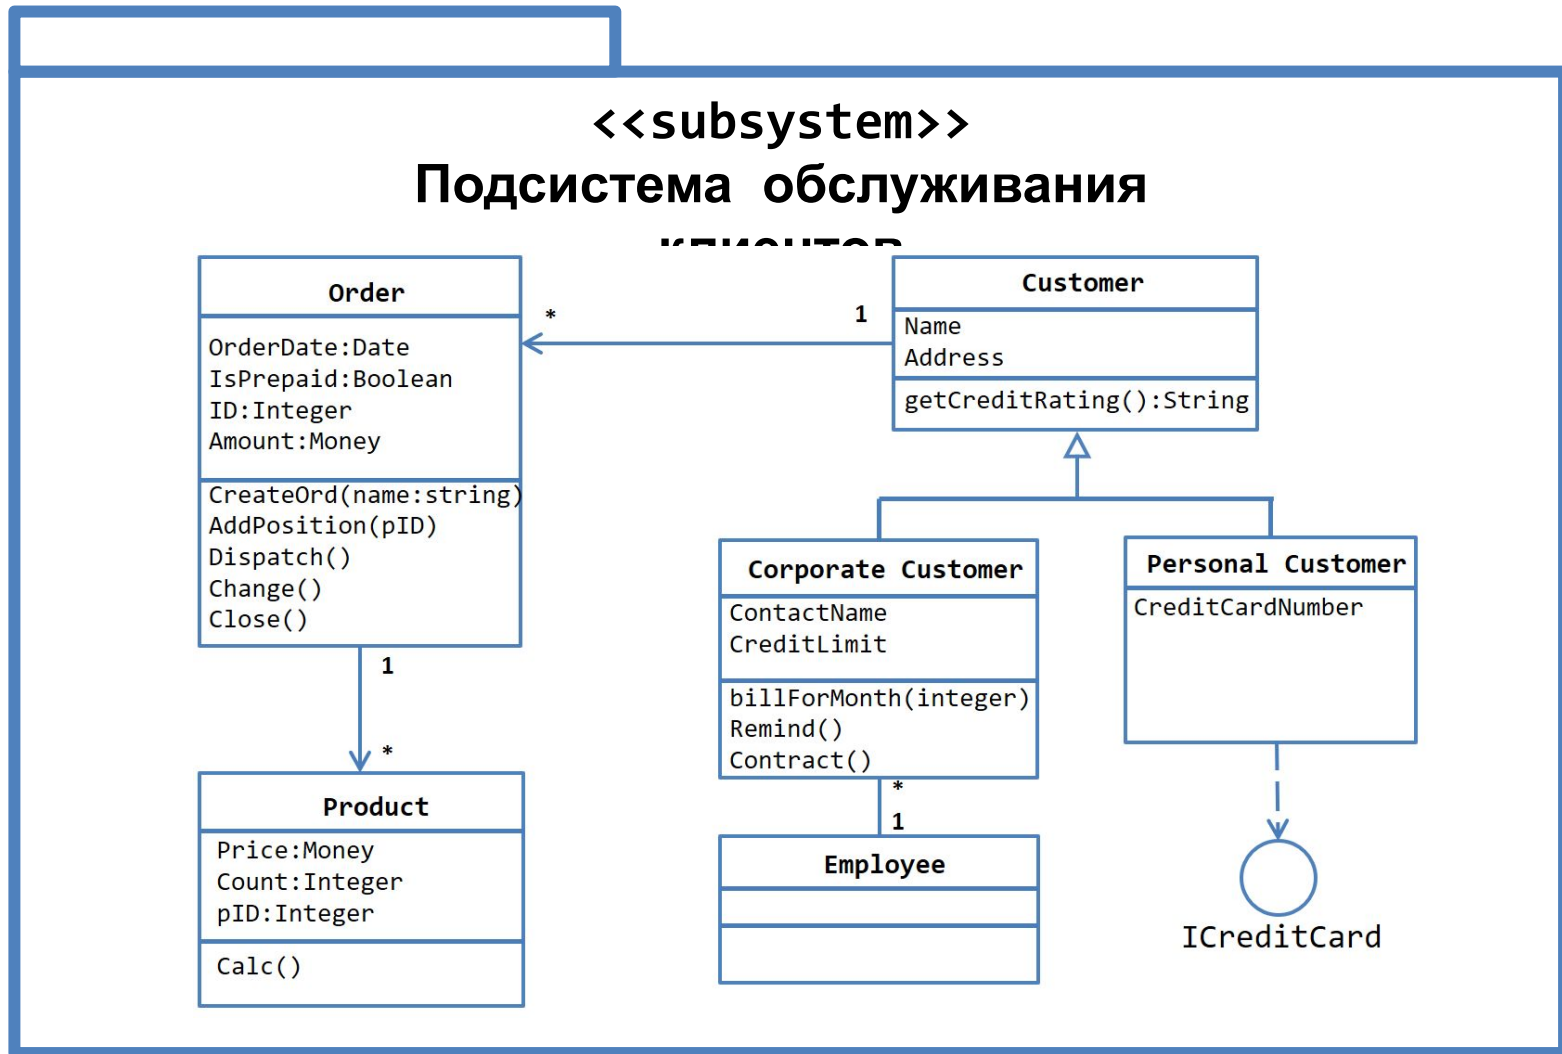 <<subsystem>>
Подсистема обслуживания
клиентов
Order
OrderDate:Date
IsPrepaid:Boolean
ID:Integer
Amount:Money
CreateOrd(name:string)
AddPosition(pID)
Dispatch()
Change()
Close()
*
1
Customer
Name
Address
getCreditRating():String
Corporate Customer
ContactName
CreditLimit
billForMonth(integer)
Remind()
Contract()
Personal Customer
CreditCardNumber
1
*
Product
Price:Money
Count:Integer
pID:Integer
Calc()
*
1
Employee
ICreditCard